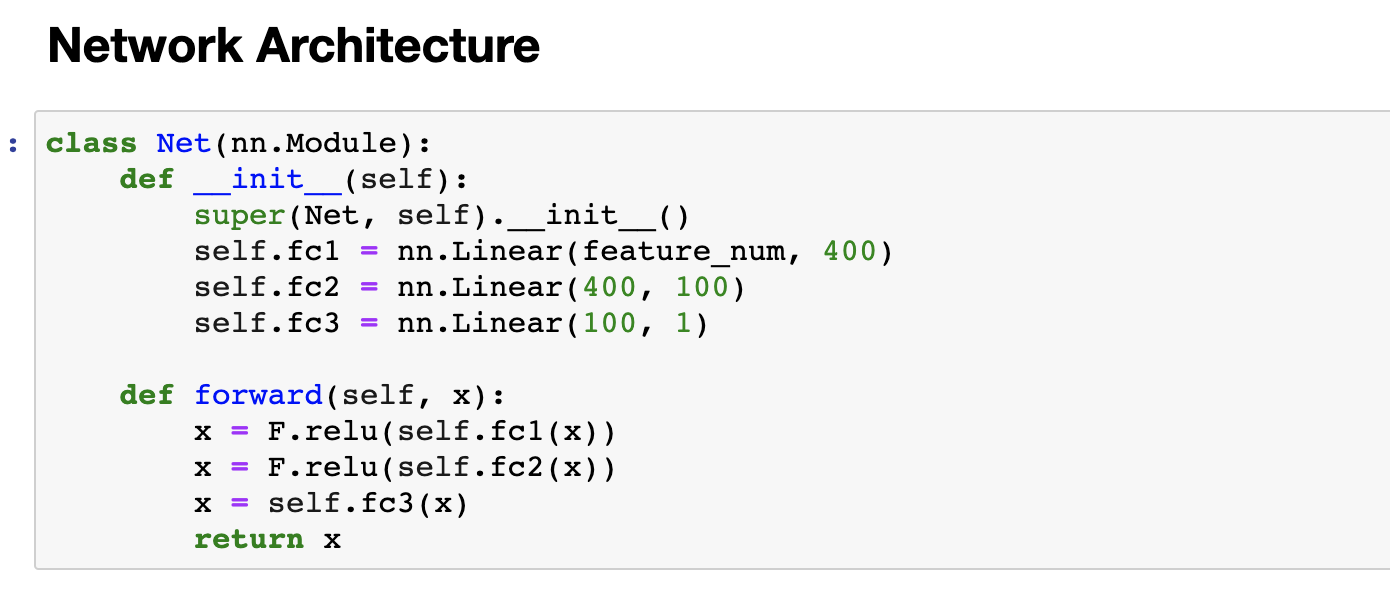 Network Architecture
: class Net(nn.Module):
    def __init__(self):
        super(Net, self).__init__()
        self.fc1 = nn.Linear(feature_num, 400)
        self.fc2 = nn.Linear(400, 100)
        self.fc3 = nn.Linear(100, 1)
    def forward(self, x):
        x = F.relu(self.fc1(x))
        x = F.relu(self.fc2(x))
        x = self.fc3(x)
        return x